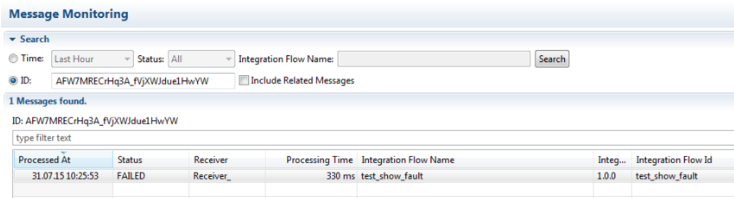 Message Monitoring
Search
Time: Last Hour Status: All Integration Flow Name: Search
ID: AFW7MRECrHq3A_fVjXWJdue1HwYW Include Related Messages
1 Messages found.
ID: AFW7MRECrHq3A_fVjXWJdue1HwYW
type filter text
Processed At Status Receiver Processing Time Integration Flow Name Integ... Integration Flow Id
31.07.15 10:25:53 FAILED Receiver_ 330 ms test_show_fault 1.0.0 test_show_fault